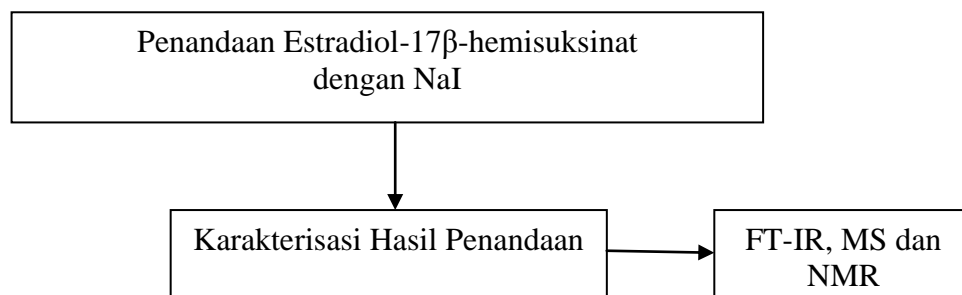 Penandaan Estradiol-17β-hemisuksinat
dengan NaI
Karakterisasi Hasil Penandaan
FT-IR, MS dan
NMR